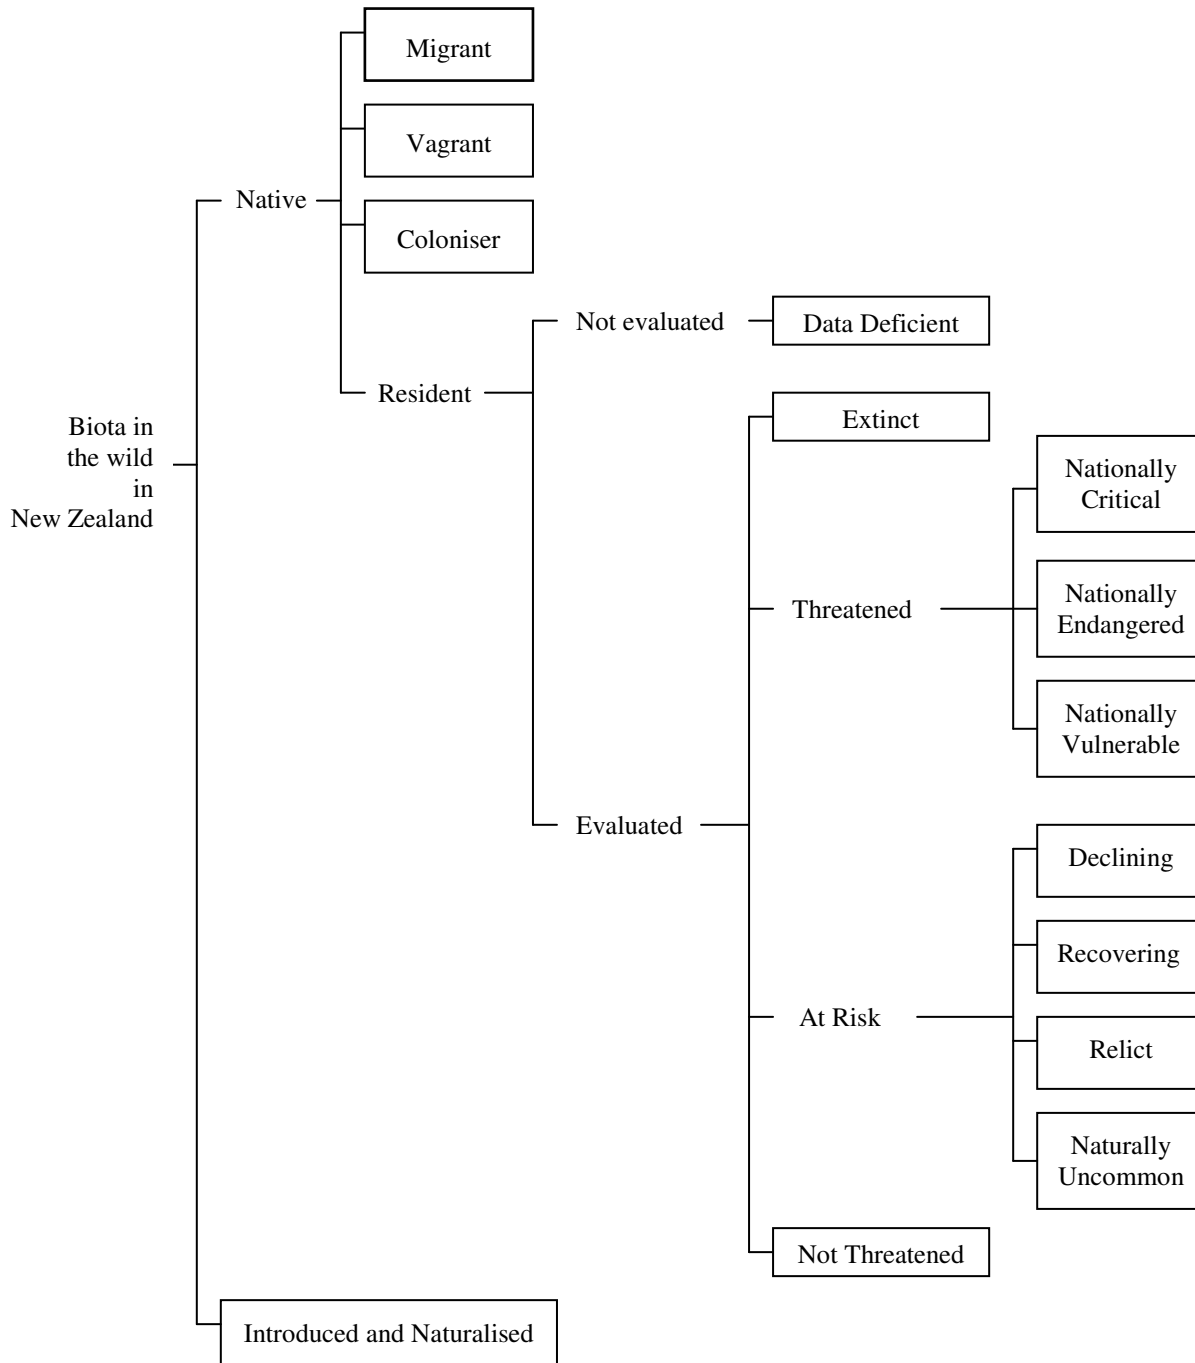 Migrant
Vagrant
Native
Coloniser
Not evaluated
Data Deficient
Resident
Extinct
Biota in
the wild
in
New Zealand
Nationally
Critical
Threatened
Nationally
Endangered
Nationally
Vulnerable
Evaluated
Declining
Recovering
At Risk
Relict
Naturally
Uncommon
Not Threatened
Introduced and Naturalised